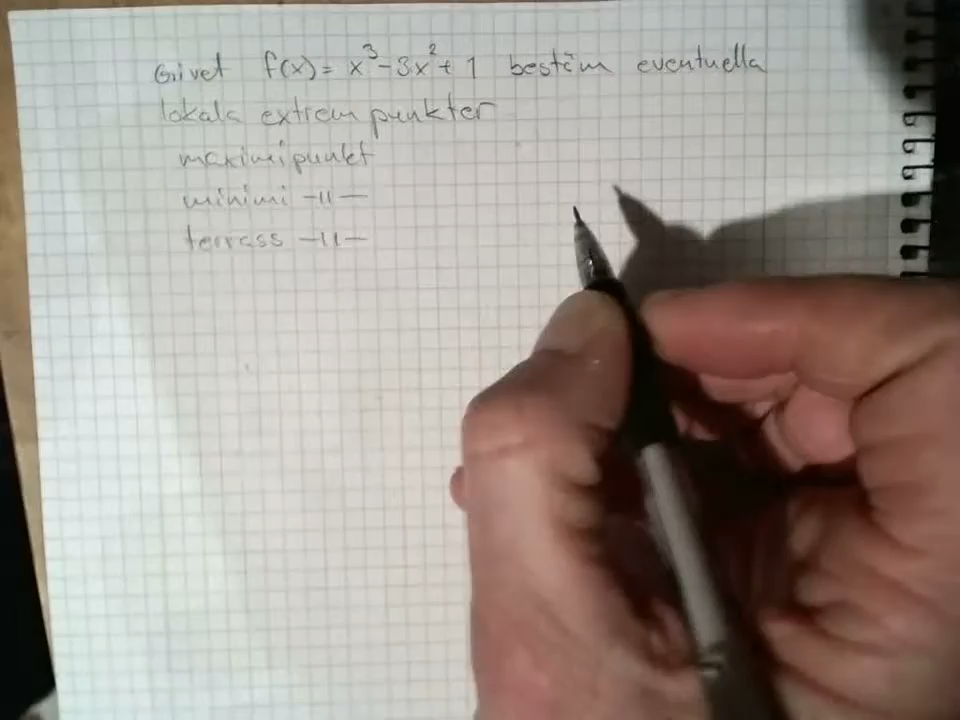 Givet f(x) = x³ - 3x² + 1 bestäm eventuella
lokala extrempunkter
maximipunkt
minimi -11-
terrass -11-